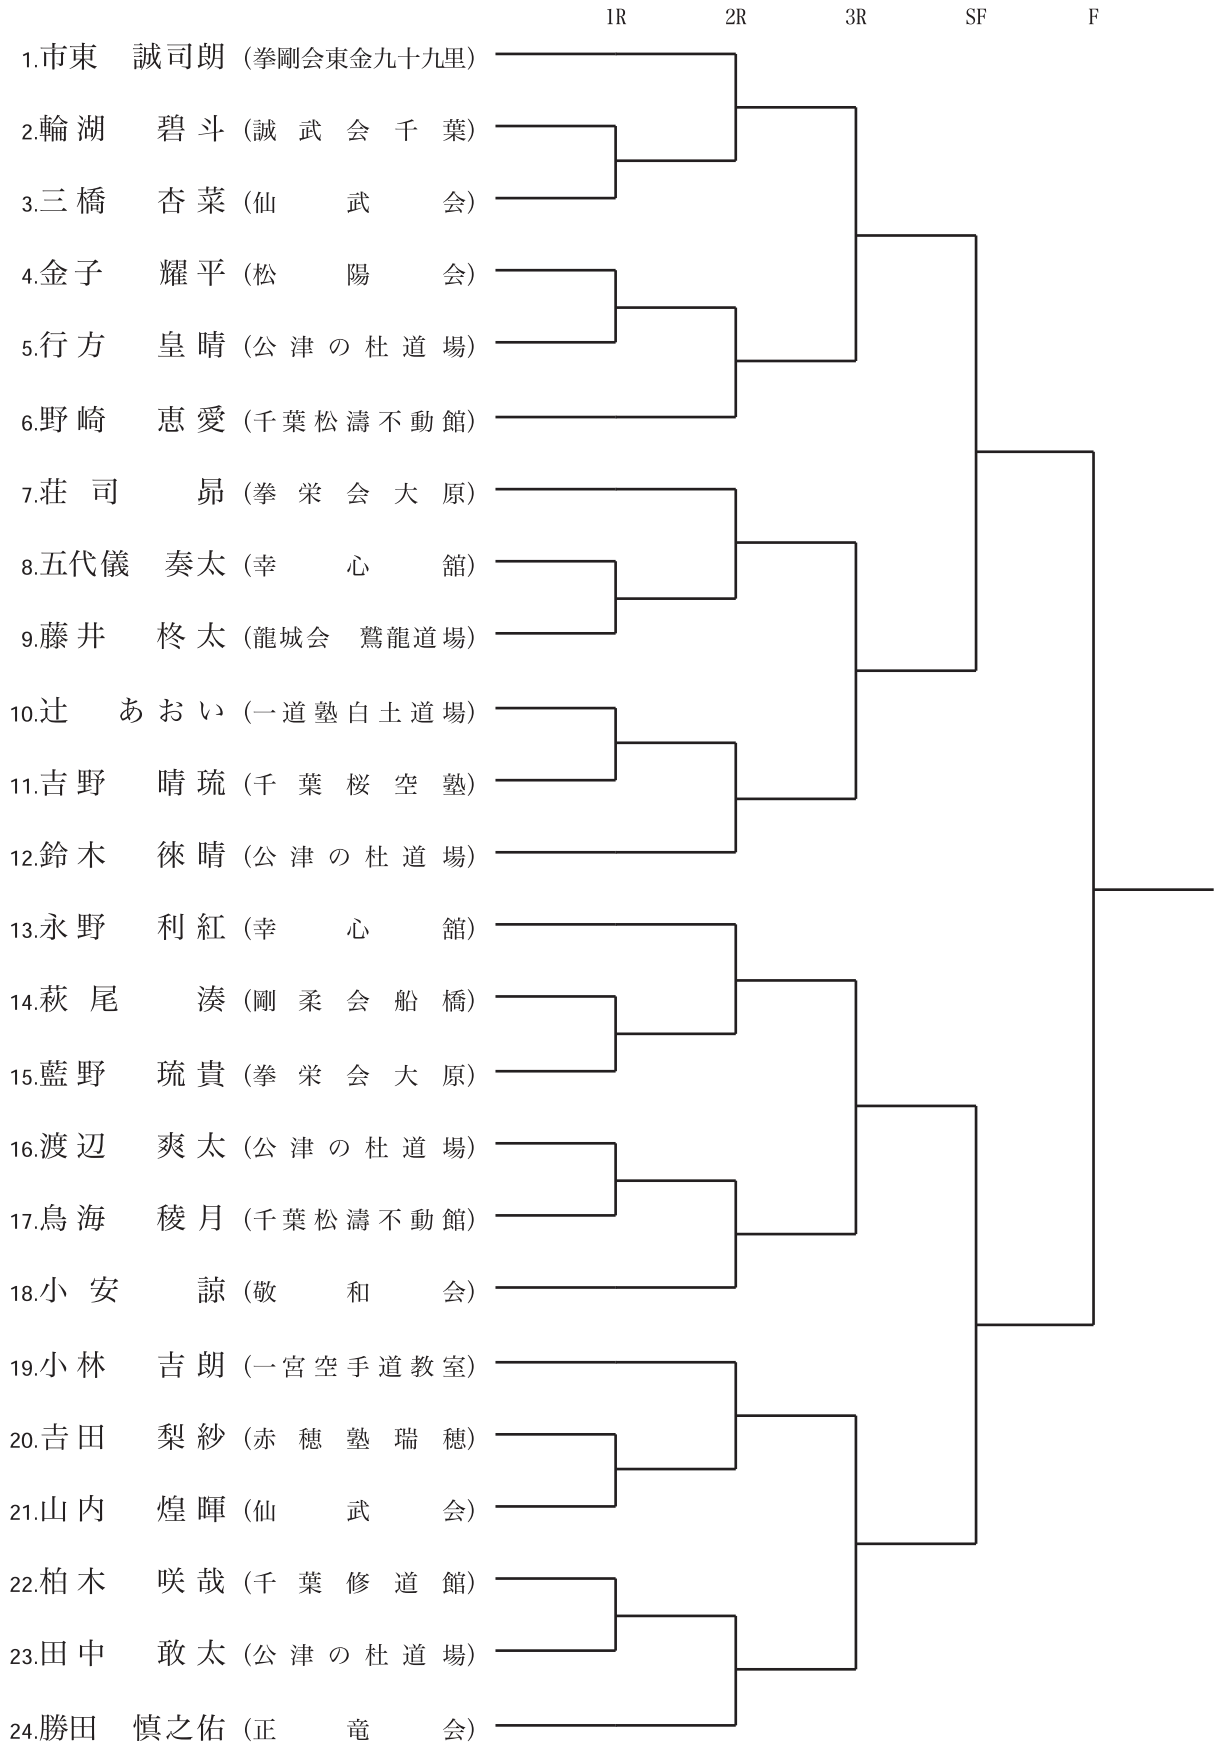 1R 2R 3R SF F
1.市東 誠司朗 (拳剛会東金九十九里)
2.輪湖 碧斗 (誠武会千葉)
3.三橋 杏菜 (仙武会)
4.金子 耀平 (松陽会)
5.行方 皇晴 (公津の杜道場)
6.野崎 恵愛 (千葉松濤不動館)
7.荘司 昴 (拳栄会大原)
8.五代儀 奏太 (幸心舘)
9.藤井 柊太 (龍城会 鷲龍道場)
10.辻 あおい (一道塾白土道場)
11.吉野 晴琉 (千葉桜空塾)
12.鈴木 徠晴 (公津の杜道場)
13.永野 利紅 (幸心舘)
14.萩尾 湊 (剛柔会船橋)
15.藍野 琉貴 (拳栄会大原)
16.渡辺 爽太 (公津の杜道場)
17.鳥海 稜月 (千葉松濤不動館)
18.小安 諒 (敬和会)
19.小林 吉朗 (一宮空手道教室)
20.吉田 梨紗 (赤穂塾瑞穂)
21.山内 煌暉 (仙武会)
22.柏木 咲哉 (千葉修道館)
23.田中 敢太 (公津の杜道場)
24.勝田 慎之佑 (正竜会)